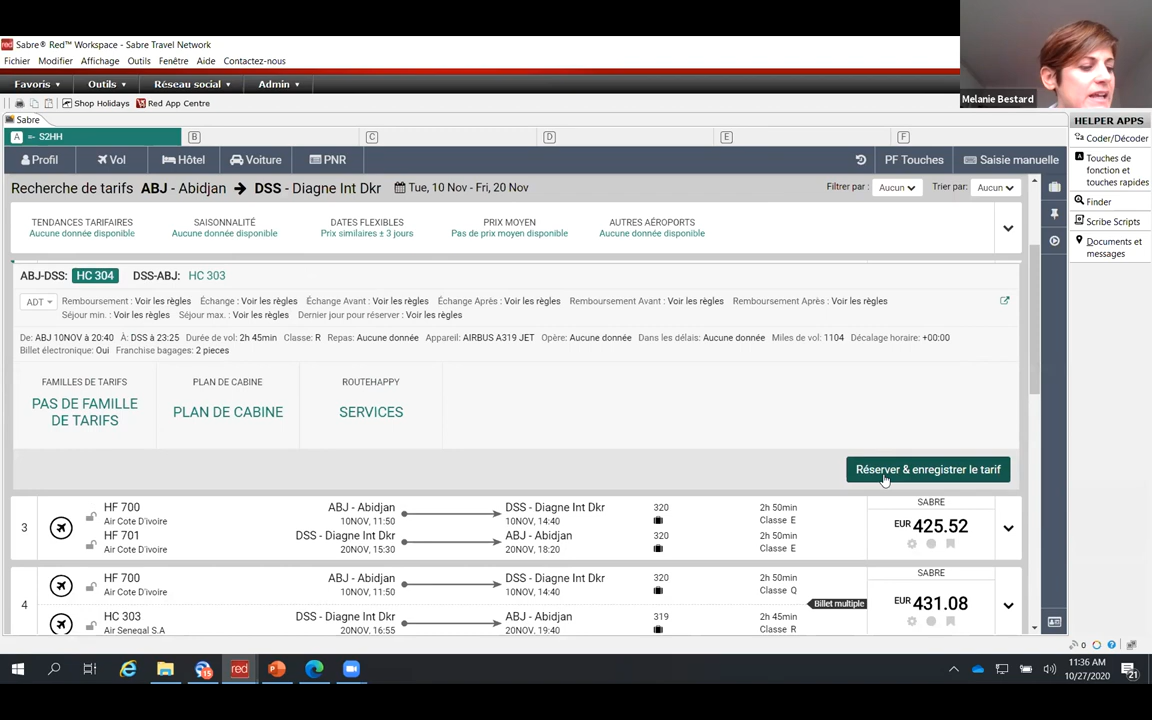 red Sabre® Red™ Workspace - Sabre Travel Network
Fichier Modifier Affichage Outils Fenêtre Aide Contactez-nous
Melanie Bestard
Favoris Outils Réseau social Admin
Shop Holidays Red App Centre
Sabre
HELPER APPS
A =- S2HH B C D E F
Coder/Décoder
A Touches de
fonction et
touches rapides
Finder
Scribe Scripts
Documents et
messages
Profil Vol Hôtel Voiture PNR PF Touches Saisie manuelle
Recherche de tarifs ABJ - Abidjan DSS - Diagne Int Dkr Tue, 10 Nov - Fri, 20 Nov Filtrer par: Aucun Trier par: Aucun
TENDANCES TARIFAIRES SAISONNALITÉ DATES FLEXIBLES PRIX MOYEN AUTRES AÉROPORTS
Aucune donnée disponible Aucune donnée disponible Prix similaires ± 3 jours Pas de prix moyen disponible Aucune donnée disponible
ABJ-DSS: HC 304 DSS-ABJ: HC 303
ADT Remboursement : Voir les règles Échange : Voir les règles Échange Avant : Voir les règles Échange Après : Voir les règles Remboursement Avant : Voir les règles Remboursement Après : Voir les règles
Séjour min. : Voir les règles Séjour max. : Voir les règles Dernier jour pour réserver : Voir les règles
De: ABJ 10NOV à 20:40 À: DSS à 23:25 Durée de vol: 2h 45min Classe: R Repas: Aucune donnée Appareil: AIRBUS A319 JET Opère: Aucune donnée Dans les délais: Aucune donnée Miles de vol: 1104 Décalage horaire: +00:00
Billet électronique: Oui Franchise bagages: 2 pieces
FAMILLES DE TARIFS PLAN DE CABINE ROUTEHAPPY
PAS DE FAMILLE
DE TARIFS
PLAN DE CABINE SERVICES
Réserver & enregistrer le tarif
3 HF 700 ABJ - Abidjan DSS - Diagne Int Dkr 320 2h 50min SABRE
Air Cote D'ivoire 10NOV, 11:50 10NOV, 14:40 Classe E
EUR 425.52
HF 701 DSS - Diagne Int Dkr ABJ - Abidjan 320 2h 50min
Air Cote D'ivoire 20NOV, 15:30 20NOV, 18:20 Classe E
4 HF 700 ABJ - Abidjan DSS - Diagne Int Dkr 320 2h 50min SABRE
Air Cote D'ivoire 10NOV, 11:50 10NOV, 14:40 Classe Q
Billet multiple EUR 431.08
HC 303 DSS - Diagne Int Dkr ABJ - Abidjan 319 2h 45min
Air Senegal S.A 20NOV, 16:55 20NOV, 19:40 Classe R
0
15 red 11:36 AM
10/27/2020
21